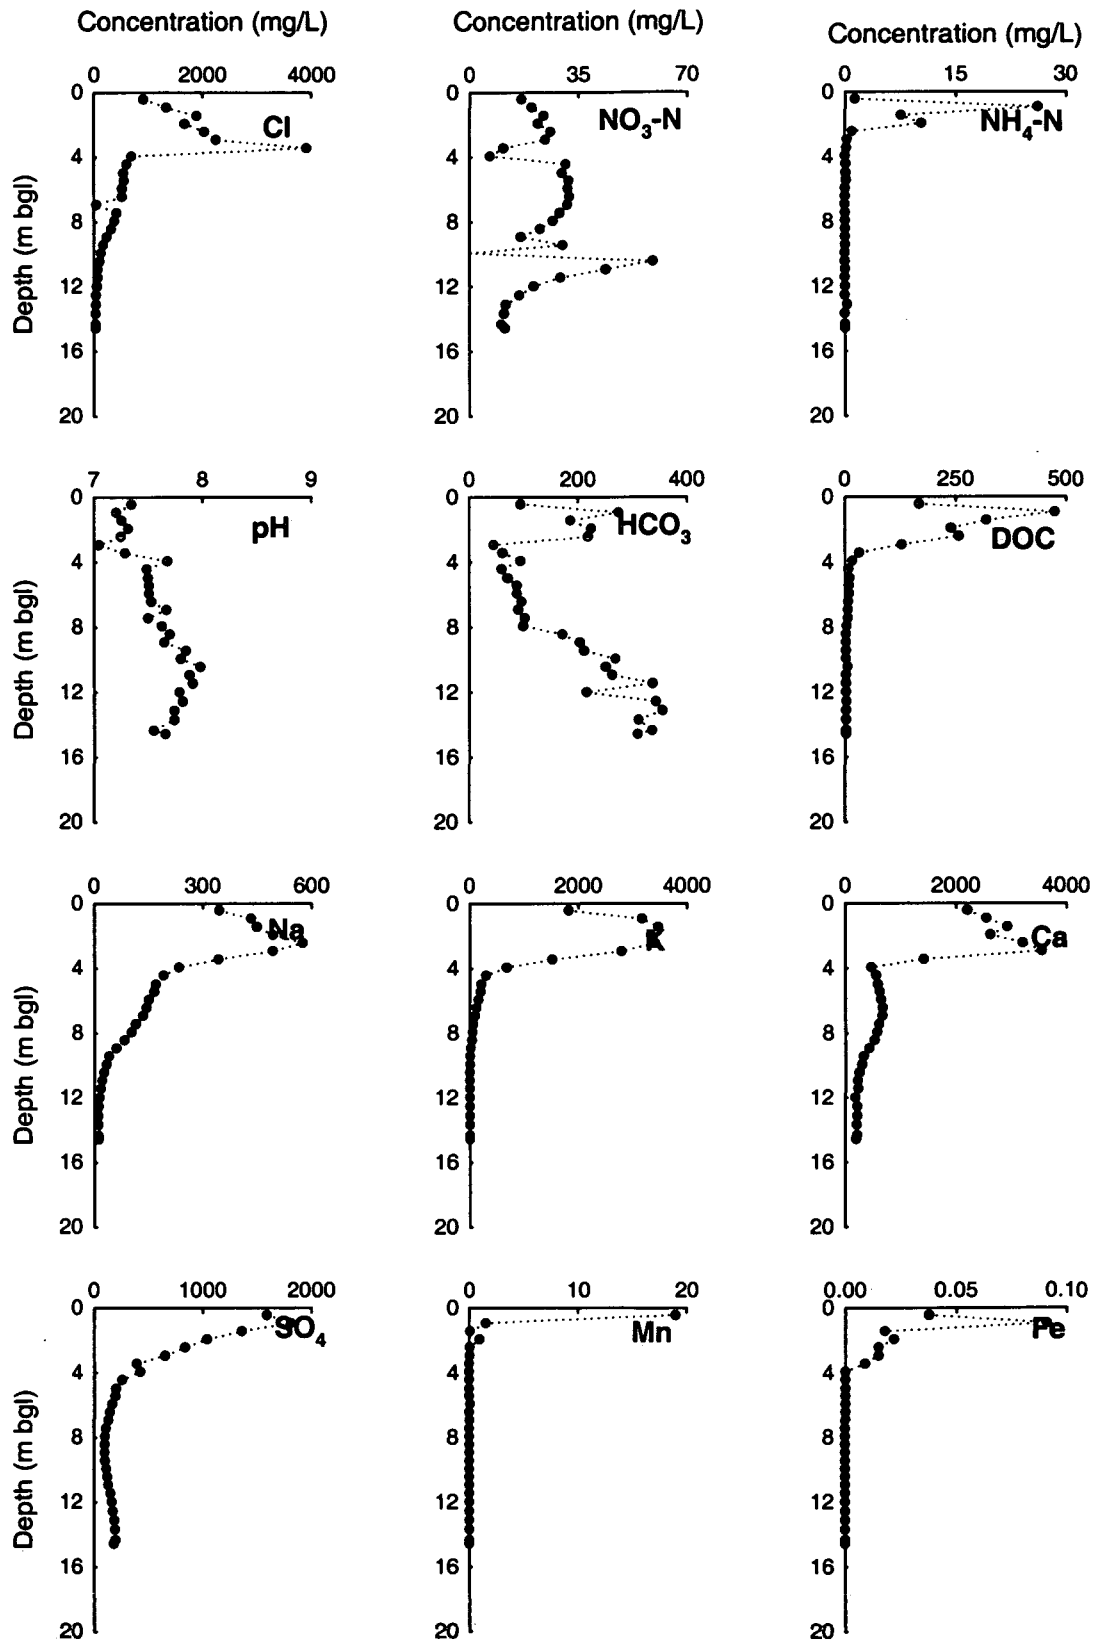 Concentration (mg/L) Concentration (mg/L) Concentration (mg/L)
0 2000 4000 0 35 70 0 15 30
0 4 8 12 16 20 0 4 8 12 16 20 0 4 8 12 16 20
Depth (m bgl)
Cl NO3-N NH4-N
7 8 9 0 200 400 0 250 500
0 4 8 12 16 20 0 4 8 12 16 20 0 4 8 12 16 20
Depth (m bgl)
pH HCO3 DOC
0 300 600 0 2000 4000 0 2000 4000
0 4 8 12 16 20 0 4 8 12 16 20 0 4 8 12 16 20
Depth (m bgl)
Na K Ca
0 1000 2000 0 10 20 0.00 0.05 0.10
0 4 8 12 16 20 0 4 8 12 16 20 0 4 8 12 16 20
Depth (m bgl)
SO4 Mn Fe